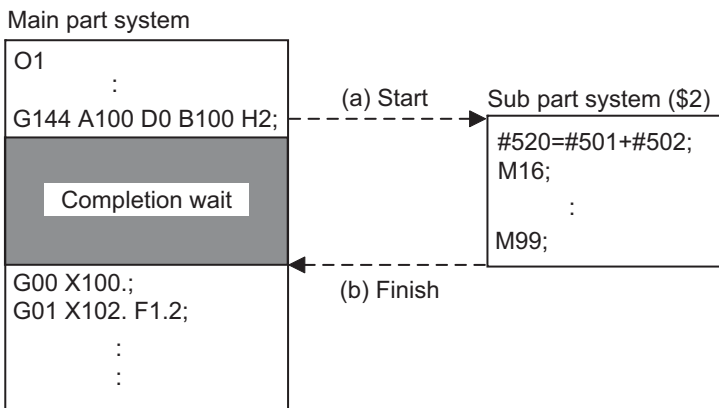 Main part system
O1
:
G144 A100 D0 B100 H2;
(a) Start
Sub part system ($2)
#520=#501+#502;
M16;
:
M99;
Completion wait
(b) Finish
G00 X100.;
G01 X102. F1.2;
:
: